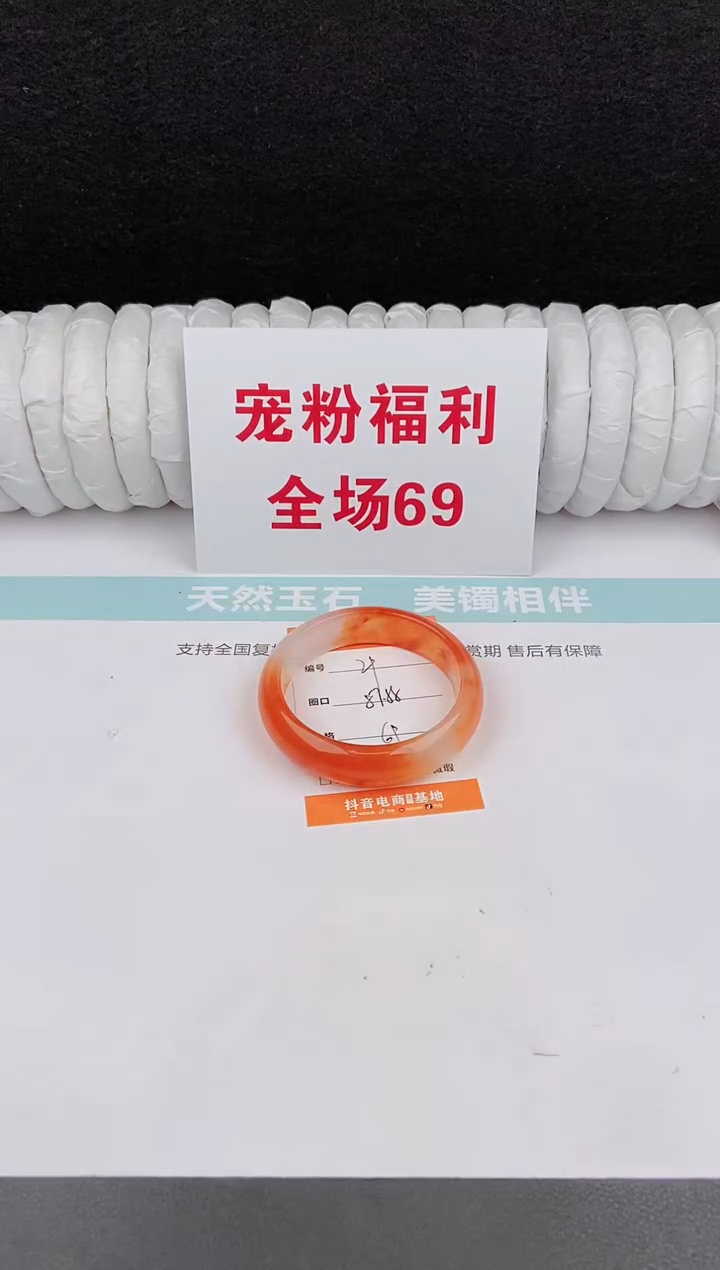 宠粉福利
全场69
天然玉石 美镯相伴
支持全国复 赏期 售后有保障
编号
圈口
格
瑕
抖音电商 基地